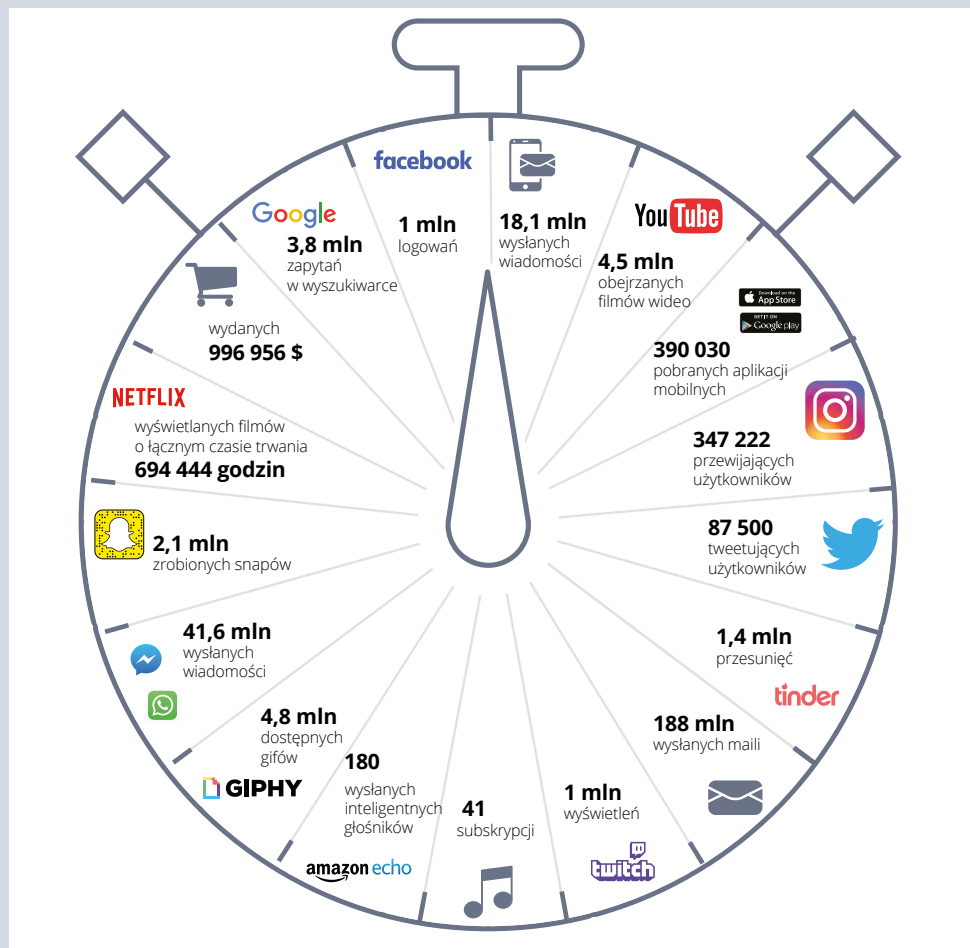 facebook
1 mln
logowań
18,1 mln
wysłanych
wiadomości
YouTube
4,5 mln
obejrzanych
filmów wideo
Download on the
App Store
GET IT ON
Google play
390 030
pobranych aplikacji
mobilnych
347 222
przewijających
użytkowników
87 500
tweetujących
użytkowników
1,4 mln
przesunięć
tinder
188 mln
wysłanych maili
1 mln
wyświetleń
twitch
41
subskrypcji
180
wysłanych
inteligentnych
głośników
amazon echo
4,8 mln
dostępnych
gifów
GIPHY
41,6 mln
wysłanych
wiadomości
2,1 mln
zrobionych snapów
NETFLIX
wyświetlanych filmów
o łącznym czasie trwania
694 444 godzin
wydanych
996 956 $
Google
3,8 mln
zapytań
w wyszukiwarce